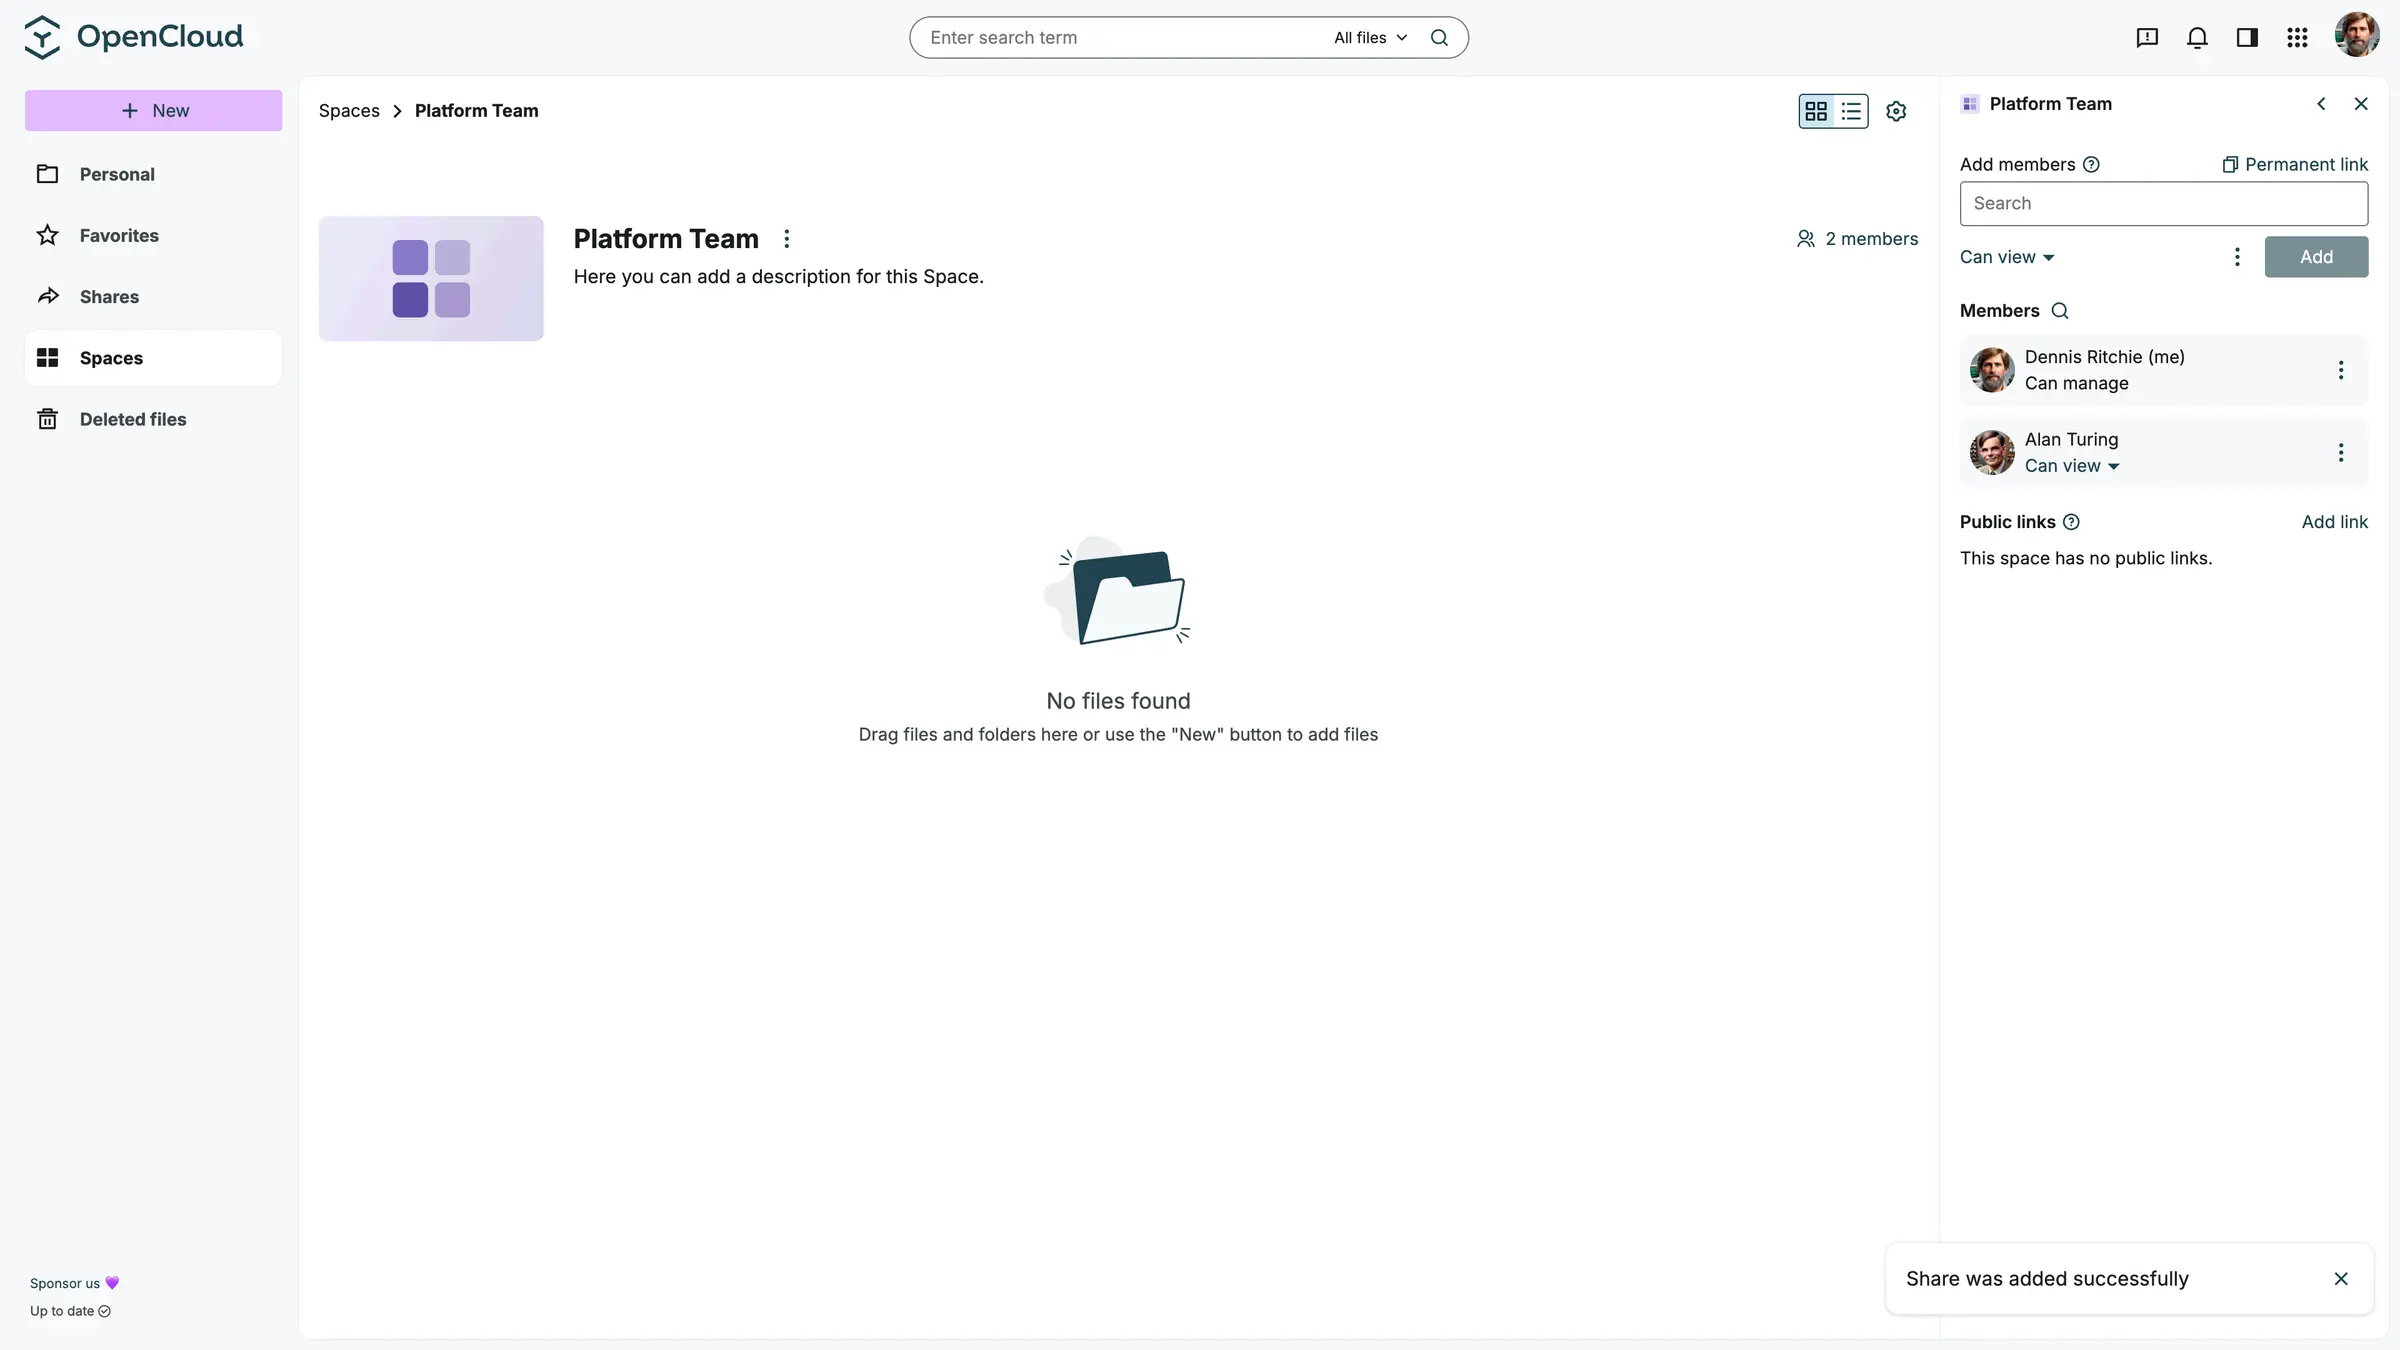 OpenCloud
Enter search term
All files
New
Personal
Favorites
Shares
Spaces
Deleted files
Sponsor us 💜
Up to date
Spaces > Platform Team
Platform Team
Here you can add a description for this Space.
2 members
No files found
Drag files and folders here or use the "New" button to add files
Platform Team
Add members
Permanent link
Search
Can view
Add
Members
Dennis Ritchie (me)
Can manage
Alan Turing
Can view
Public links
Add link
This space has no public links.
Share was added successfully